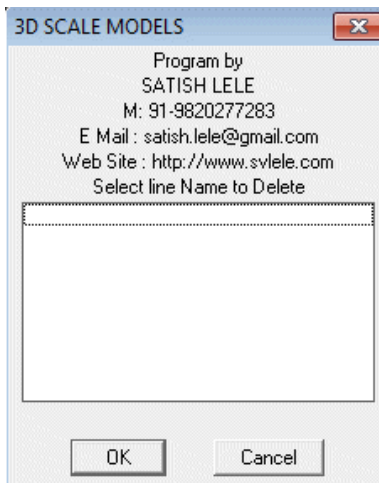 3D SCALE MODELS
Program by
SATISH LELE
M: 91-9820277283
E Mail : satish.lele@gmail.com
Web Site : http://www.svlele.com
Select line Name to Delete
OK
Cancel